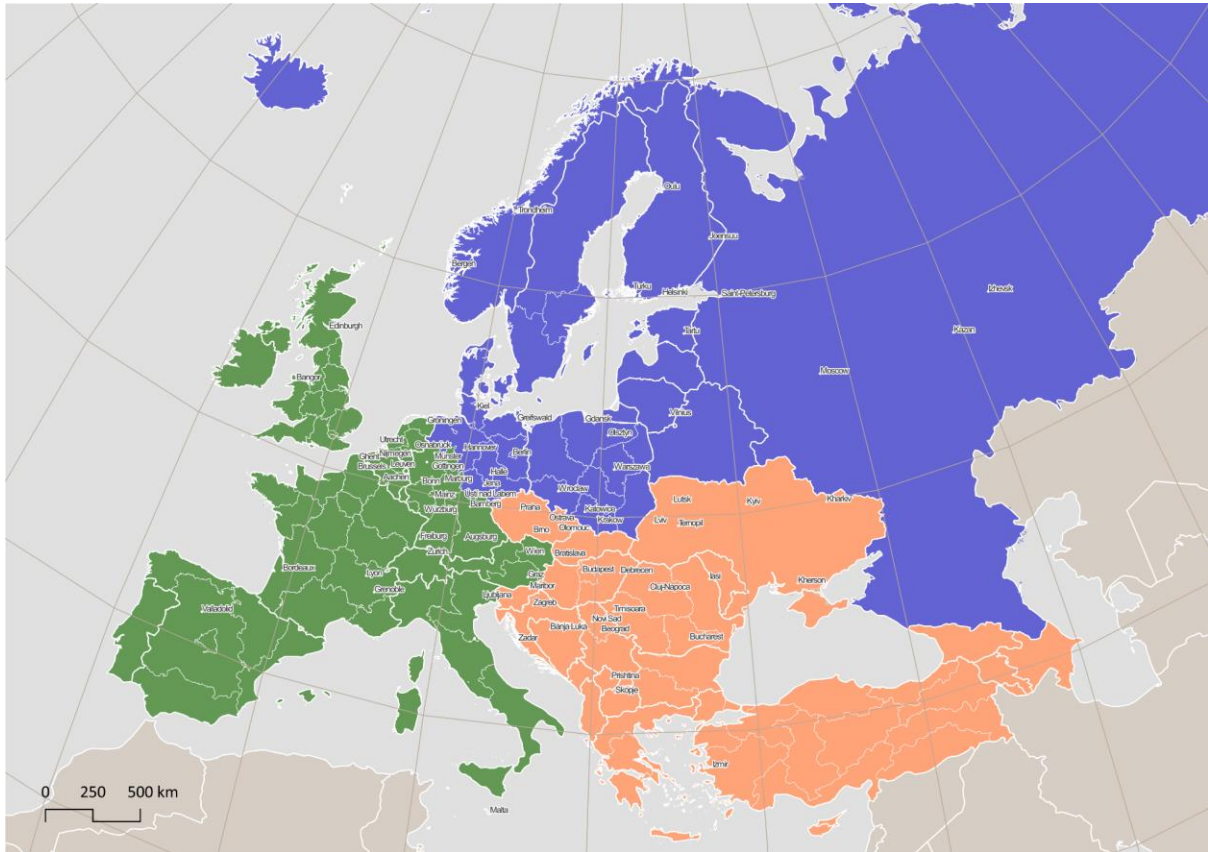 Oulu
Trondheim
Joensuu
Bergen
Turku
Helsinki
Saint-Petersburg
Izhevsk
Edinburgh
Tartu
Kazan
Moscow
Bangor
Kiel
Greifswald
Gdansk
Vilnius
Groningen
Olsztyn
Utrecht
Osnabrück
Hannover
Berlin
Ghent
Nijmegen
Münster
Brussels
Leuven
Göttingen
Halle
Warszawa
Aachen
Bonn
Marburg
Jena
Wroclaw
Mainz
Usti nad Labem
Lutsk
Kyiv
Kharkiv
Würzburg
Bamberg
Praha
Katowice
Krakow
Ostrava
Lviv
Ternopil
Brno
Olomouc
Freiburg
Augsburg
Zurich
Wien
Bratislava
Bordeaux
Lyon
Graz
Budapest
Debrecen
Iasi
Kherson
Grenoble
Maribor
Cluj-Napoca
Ljubljana
Zagreb
Valladolid
Timisoara
Novi Sad
Zadar
Banja Luka
Beograd
Bucharest
Prishtina
Skopje
Izmir
0 250 500 km
Malta